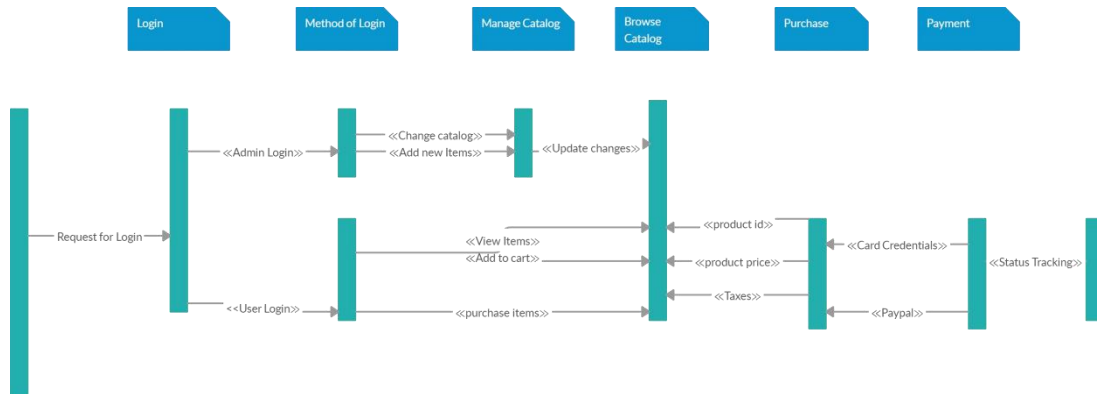 Login
Method of Login
Manage Catalog
Browse
Catalog
Purchase
Payment
≪Change catalog≫
≪Admin Login≫
≪Add new Items≫
≪Update changes≫
≪product id≫
Request for Login
≪View Items≫
≪Card Credentials≫
≪Add to cart≫
≪product price≫
≪Status Tracking≫
≪Taxes≫
<<User Login≫
≪purchase items≫
≪Paypal≫